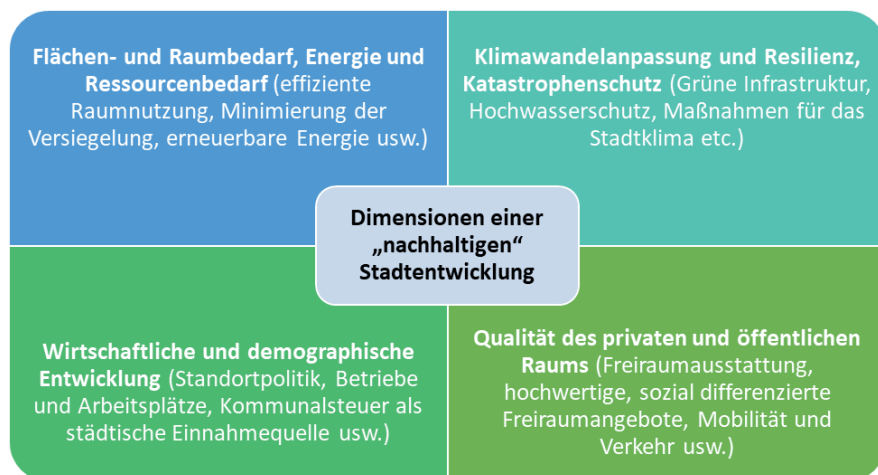 Flächen- und Raumbedarf, Energie und
Ressourcenbedarf (effiziente
Raumnutzung, Minimierung der
Versiegelung, erneuerbare Energie usw.)
Klimawandelanpassung und Resilienz,
Katastrophenschutz (Grüne Infrastruktur,
Hochwasserschutz, Maßnahmen für das
Stadtklima etc.)
Dimensionen einer
„nachhaltigen“
Stadtentwicklung
Wirtschaftliche und demographische
Entwicklung (Standortpolitik, Betriebe
und Arbeitsplätze, Kommunalsteuer als
städtische Einnahmequelle usw.)
Qualität des privaten und öffentlichen
Raums (Freiraumausstattung,
hochwertige, sozial differenzierte
Freiraumangebote, Mobilität und
Verkehr usw.)